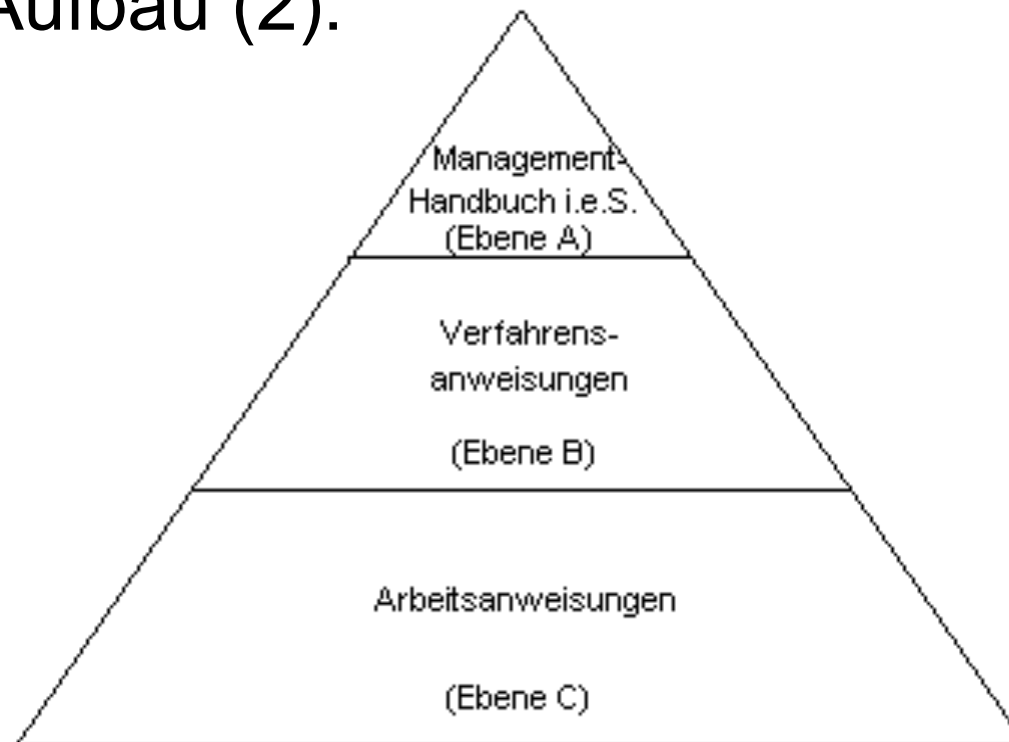 Aufbau (2).
Management-
Handbuch i.e.S.
(Ebene A)
Verfahrens-
anweisungen
(Ebene B)
Arbeitsanweisungen
(Ebene C)